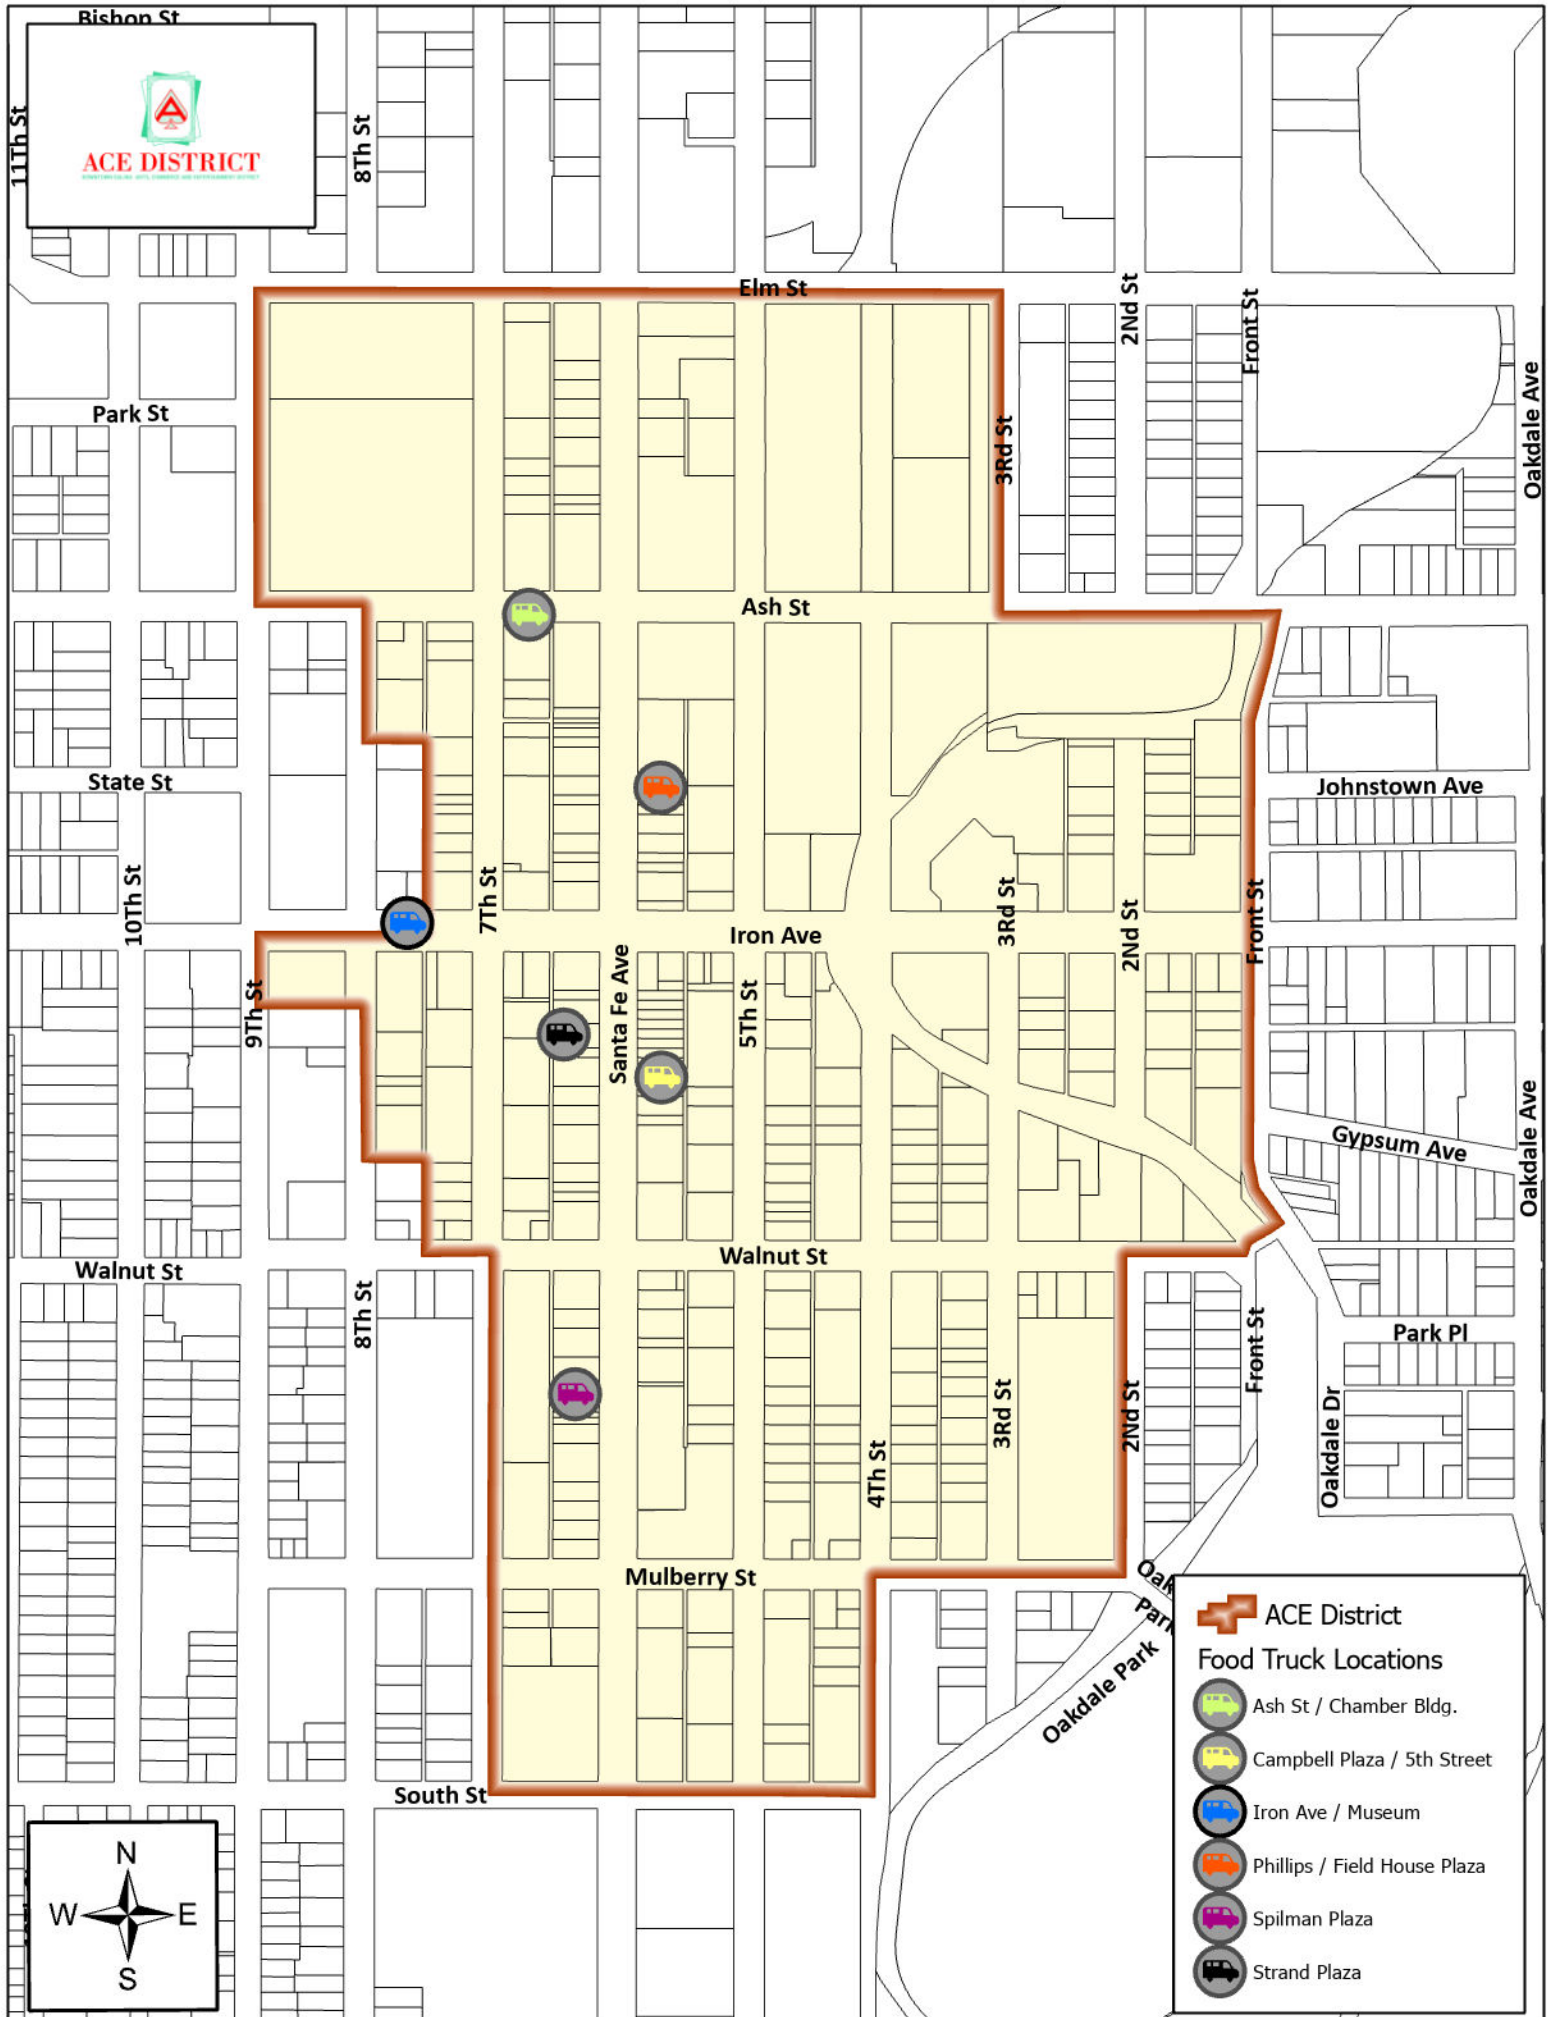 Bishon St
11Th St
8Th St
A
ACE DISTRICT
Elm St
2Nd St
Front St
Oakdale Ave
Park St
3Rd St
Ash St
State St
Johnstown Ave
10Th St
7Th St
3Rd St
2Nd St
Front St
Iron Ave
9Th St
Santa Fe Ave
5Th St
Gypsum Ave
Oakdale Ave
Walnut St
Walnut St
8Th St
Front St
Park Pl
Oakdale Dr
3Rd St
2Nd St
4Th St
Mulberry St
Oak
Park
Oakdale Park
South St
N
W
E
S
ACE District
Food Truck Locations
Ash St / Chamber Bldg.
Campbell Plaza / 5th Street
Iron Ave / Museum
Phillips / Field House Plaza
Spilman Plaza
Strand Plaza